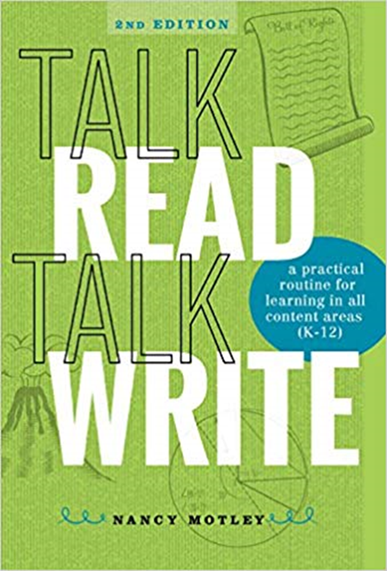 2ND EDITION
Bill of Rights
TALK
READ
TALK
WRITE
a practical
routine for
learning in all
content areas
(K-12)
NANCY MOTLEY